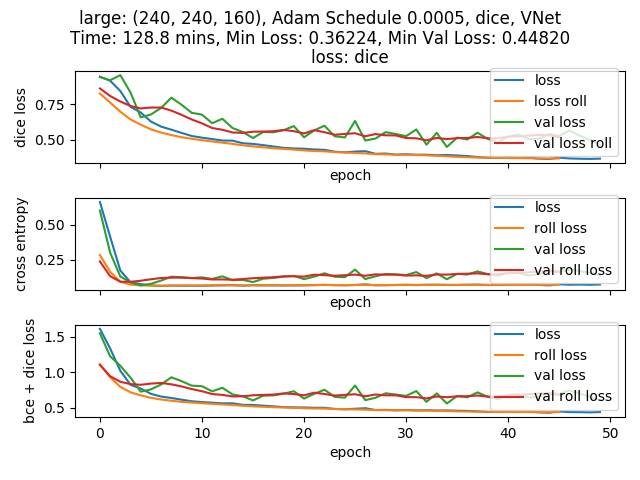 large: (240, 240, 160), Adam Schedule 0.0005, dice, VNet
Time: 128.8 mins, Min Loss: 0.36224, Min Val Loss: 0.44820
loss: dice
dice loss
0.75
0.50
loss
loss roll
val loss
val loss roll
epoch
cross entropy
0.50
0.25
loss
roll loss
val loss
val roll loss
epoch
bce + dice loss
1.5
1.0
0.5
loss
roll loss
val loss
val roll loss
0 10 20 30 40 50
epoch